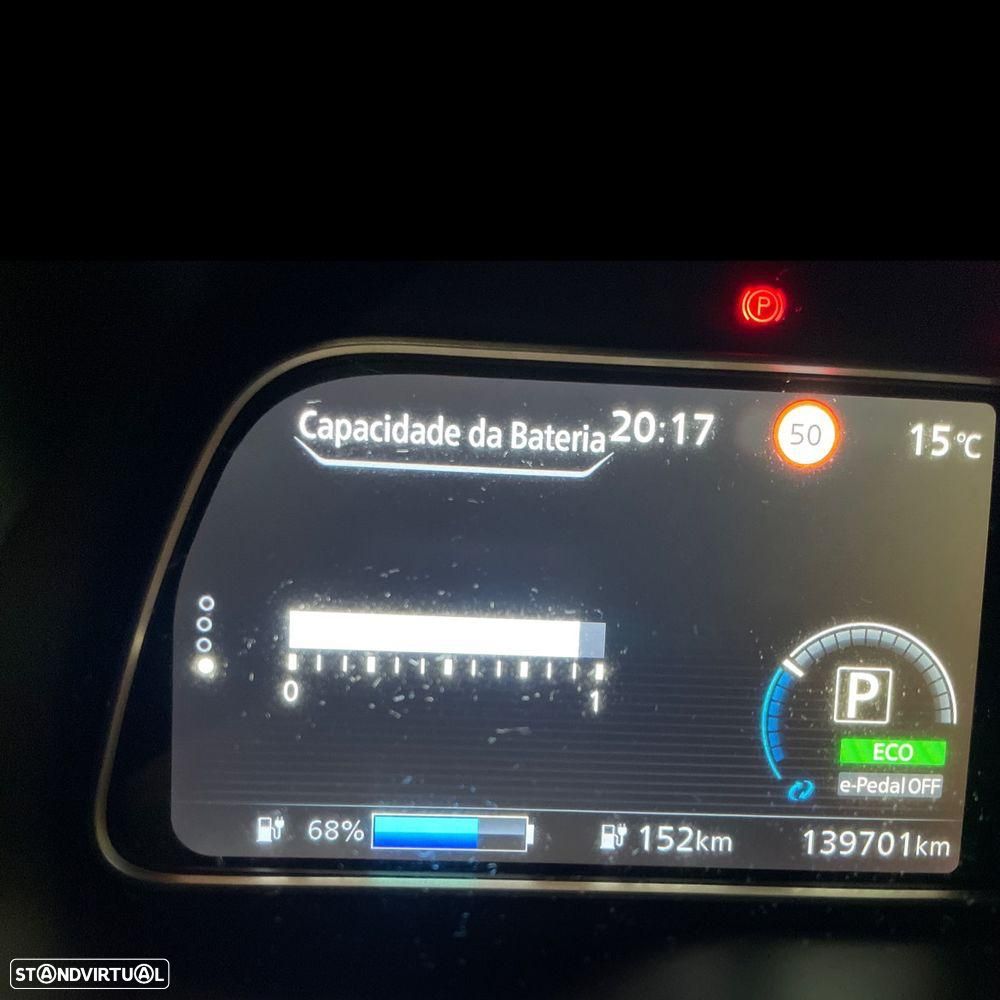 P
Capacidade da Bateria 20:17 50 15°C
0 1
P
ECO
e-Pedal OFF
68% 152km 139701km
STANDVIRTUAL